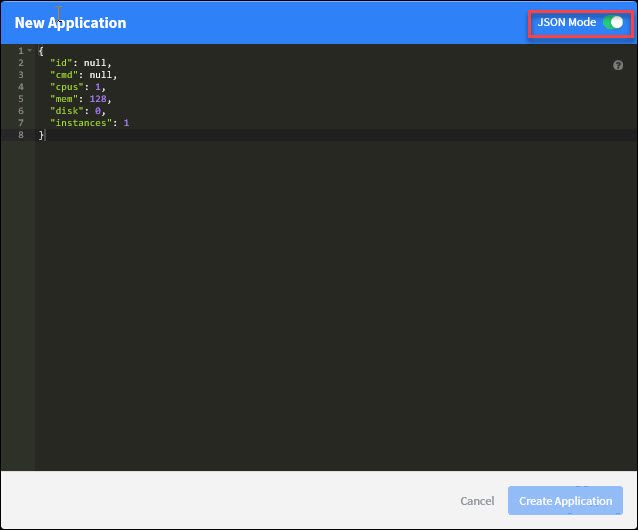 New Application
JSON Mode
1 {
2 "id": null,
3 "cmd": null,
4 "cpus": 1,
5 "mem": 128,
6 "disk": 0,
7 "instances": 1
8 }
?
Cancel
Create Application